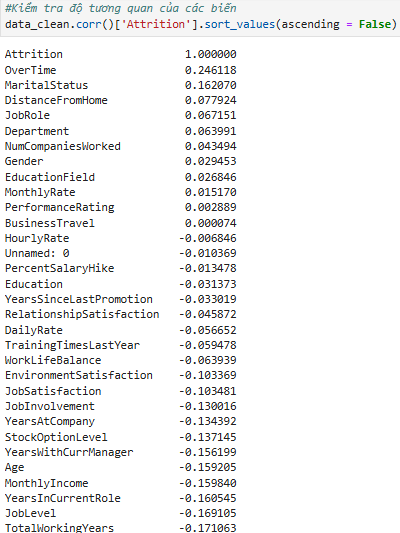 #Kiểm tra độ tương quan của các biến
data_clean.corr()['Attrition'].sort_values(ascending = False)
Attrition 1.000000
OverTime 0.246118
MaritalStatus 0.162070
DistanceFromHome 0.077924
JobRole 0.067151
Department 0.063991
NumCompaniesWorked 0.043494
Gender 0.029453
EducationField 0.026846
MonthlyRate 0.015170
PerformanceRating 0.002889
BusinessTravel 0.000074
HourlyRate -0.006846
Unnamed: 0 -0.010369
PercentSalaryHike -0.013478
Education -0.031373
YearsSinceLastPromotion -0.033019
RelationshipSatisfaction -0.045872
DailyRate -0.056652
TrainingTimesLastYear -0.059478
WorkLifeBalance -0.063939
EnvironmentSatisfaction -0.103369
JobSatisfaction -0.103481
JobInvolvement -0.130016
YearsAtCompany -0.134392
StockOptionLevel -0.137145
YearsWithCurrManager -0.156199
Age -0.159205
MonthlyIncome -0.159840
YearsInCurrentRole -0.160545
JobLevel -0.169105
TotalWorkingYears -0.171063